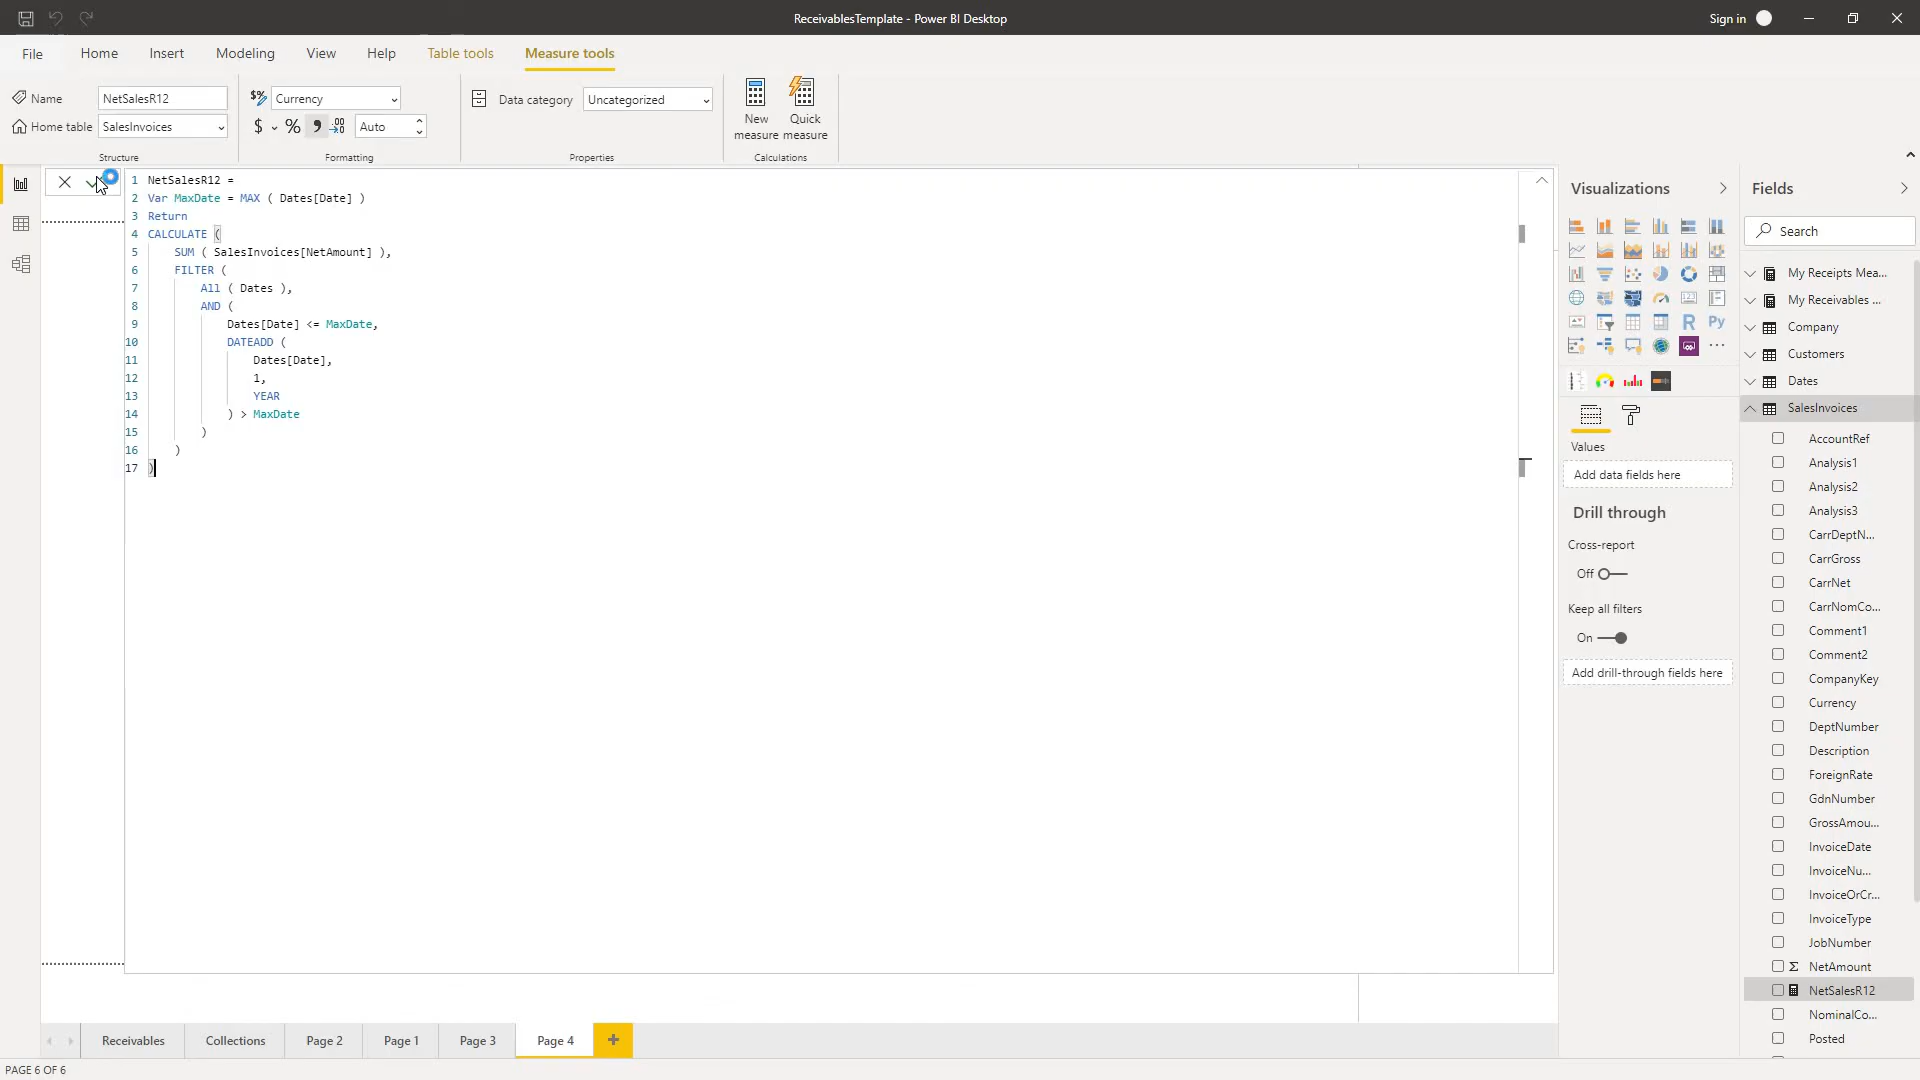 ReceivablesTemplate - Power BI Desktop
Sign in
File
Home
Insert
Modeling
View
Help
Table tools
Measure tools
Name
NetSalesR12
Home table
SalesInvoices
Structure
Currency
$
%
Auto
Formatting
Data category
Uncategorized
Properties
New
measure
Quick
measure
Calculations
1 NetSalesR12 =
2 Var MaxDate = MAX ( Dates[Date] )
3 Return
4 CALCULATE (
5 SUM ( SalesInvoices[NetAmount] ),
6 FILTER (
7 All ( Dates ),
8 AND (
9 Dates[Date] <= MaxDate,
10 DATEADD (
11 Dates[Date],
12 1,
13 YEAR
14 ) > MaxDate
15 )
16 )
17 )
Visualizations
R
Py
123
Values
Add data fields here
Drill through
Cross-report
Off
Keep all filters
On
Add drill-through fields here
Fields
Search
My Receipts Mea...
My Receivables ...
Company
Customers
Dates
SalesInvoices
AccountRef
Analysis1
Analysis2
Analysis3
CarrDeptN...
CarrGross
CarrNet
CarrNomCo...
Comment1
Comment2
CompanyKey
Currency
DeptNumber
Description
ForeignRate
GdnNumber
GrossAmou...
InvoiceDate
InvoiceNu...
InvoiceOrCr...
InvoiceType
JobNumber
Σ NetAmount
NetSalesR12
NominalCo...
Posted
Receivables
Collections
Page 2
Page 1
Page 3
Page 4
PAGE 6 OF 6